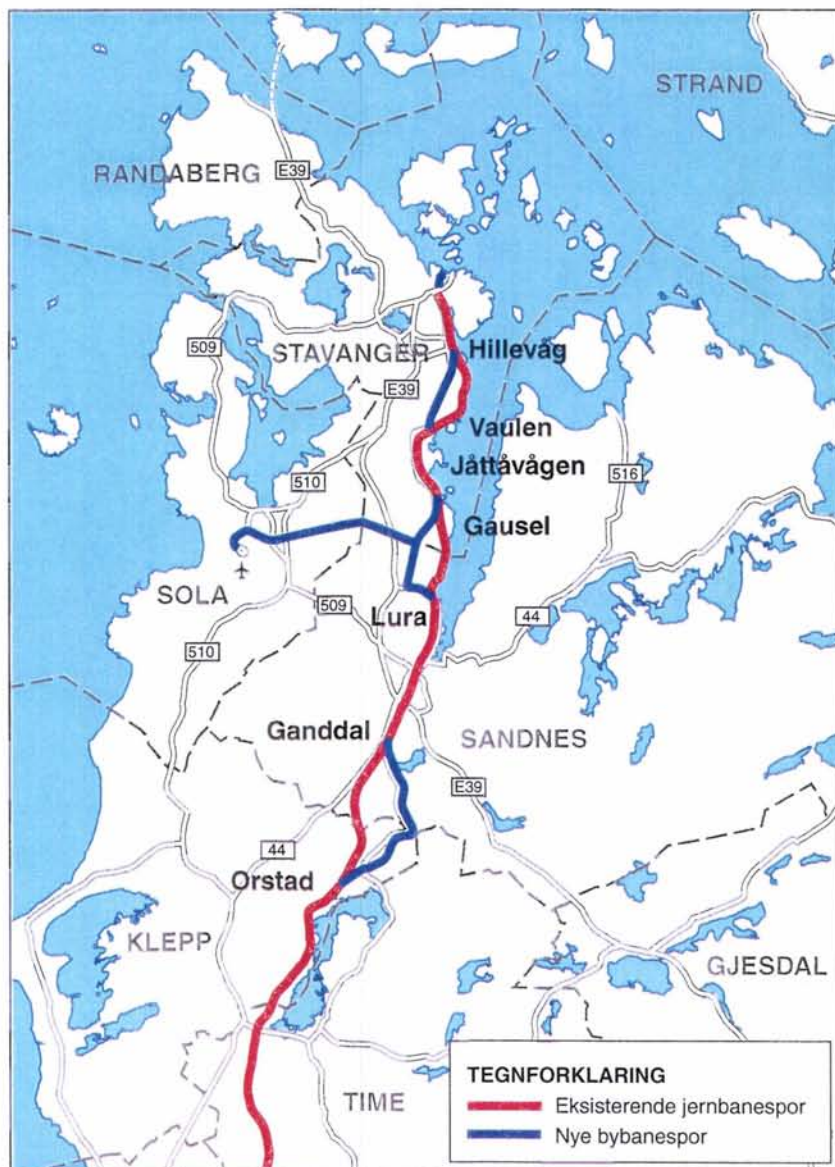 STRAND
RANDABERG
E39
509
STAVANGER
Hillevåg
E39
Vaulen
Jåttåvågen
516
510
Gausel
SOLA
509
Lura
44
510
Ganddal
SANDNES
E39
44
Orstad
KLEPP
GJESDAL
TIME
TEGNFORKLARING
Eksisterende jernbanespor
Nye bybanespor